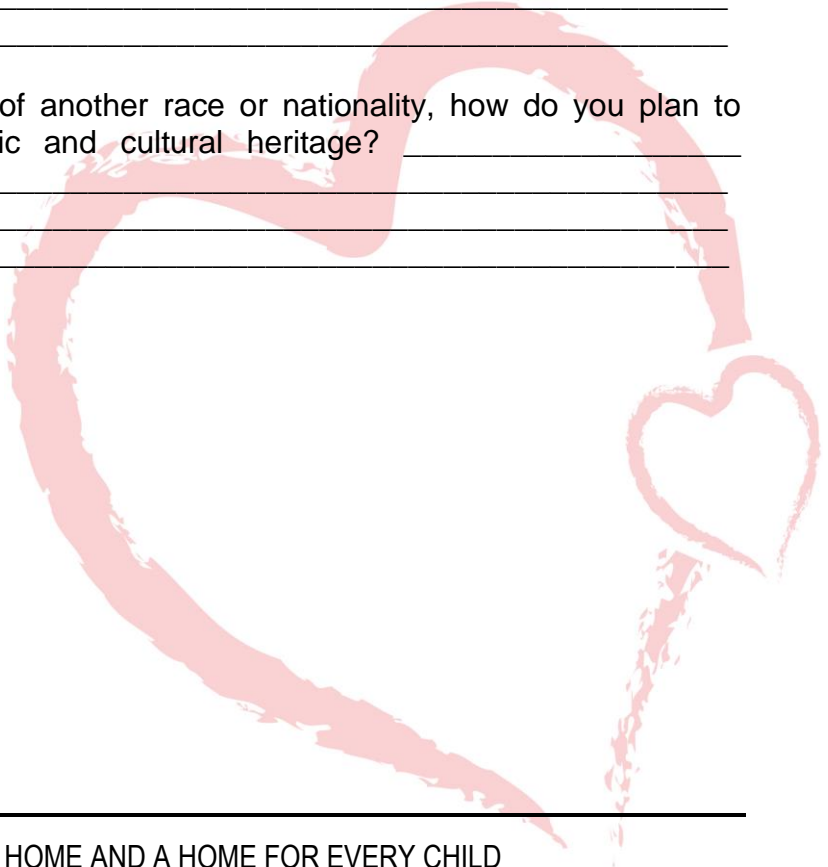 of another race or nationality, how do you plan to
ic and cultural heritage? ___________________
HOME AND A HOME FOR EVERY CHILD